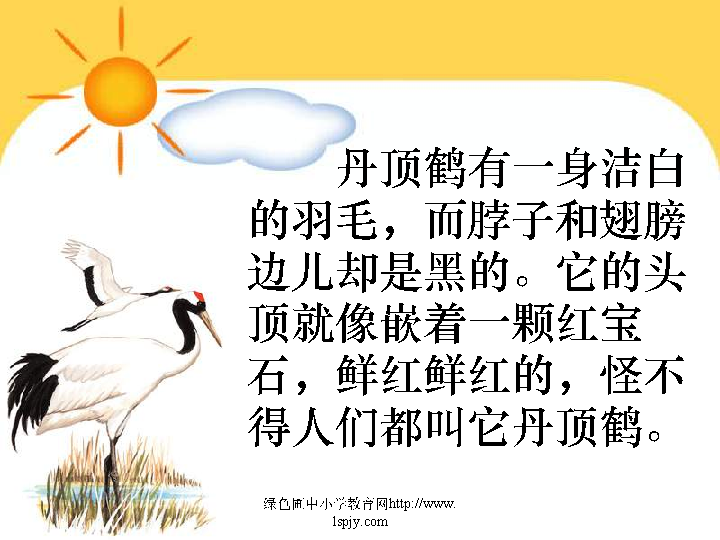 丹顶鹤有一身洁白
的羽毛，而脖子和翅膀
边儿却是黑的。它的头
顶就像嵌着一颗红宝
石，鲜红鲜红的，怪不
得人们都叫它丹顶鹤。
绿色圃中小学教育网http://www.
lspjy.com